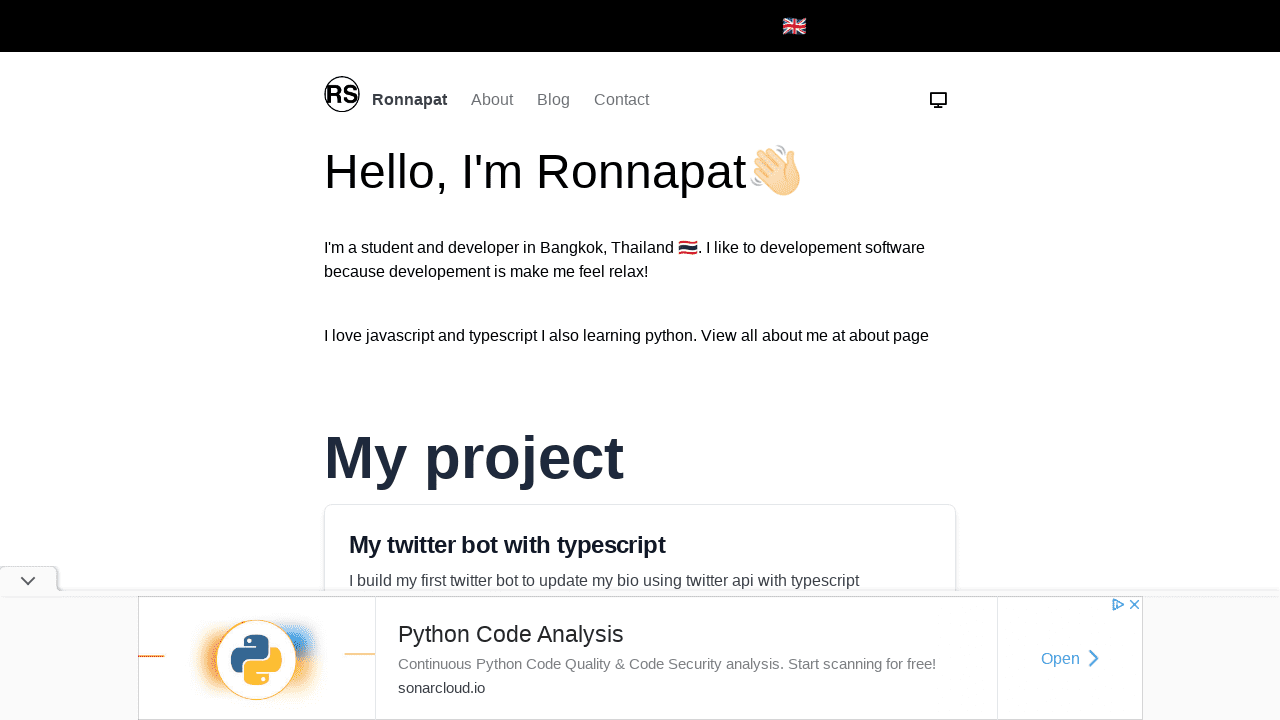 RS Ronnapat About Blog Contact
Hello, I'm Ronnapat👋🏻
I'm a student and developer in Bangkok, Thailand 🇹🇭. I like to developement software
because developement is make me feel relax!
I love javascript and typescript I also learning python. View all about me at about page
My project
My twitter bot with typescript
I build my first twitter bot to update my bio using twitter api with typescript
Python Code Analysis
Continuous Python Code Quality & Code Security analysis. Start scanning for free!
sonarcloud.io
Open